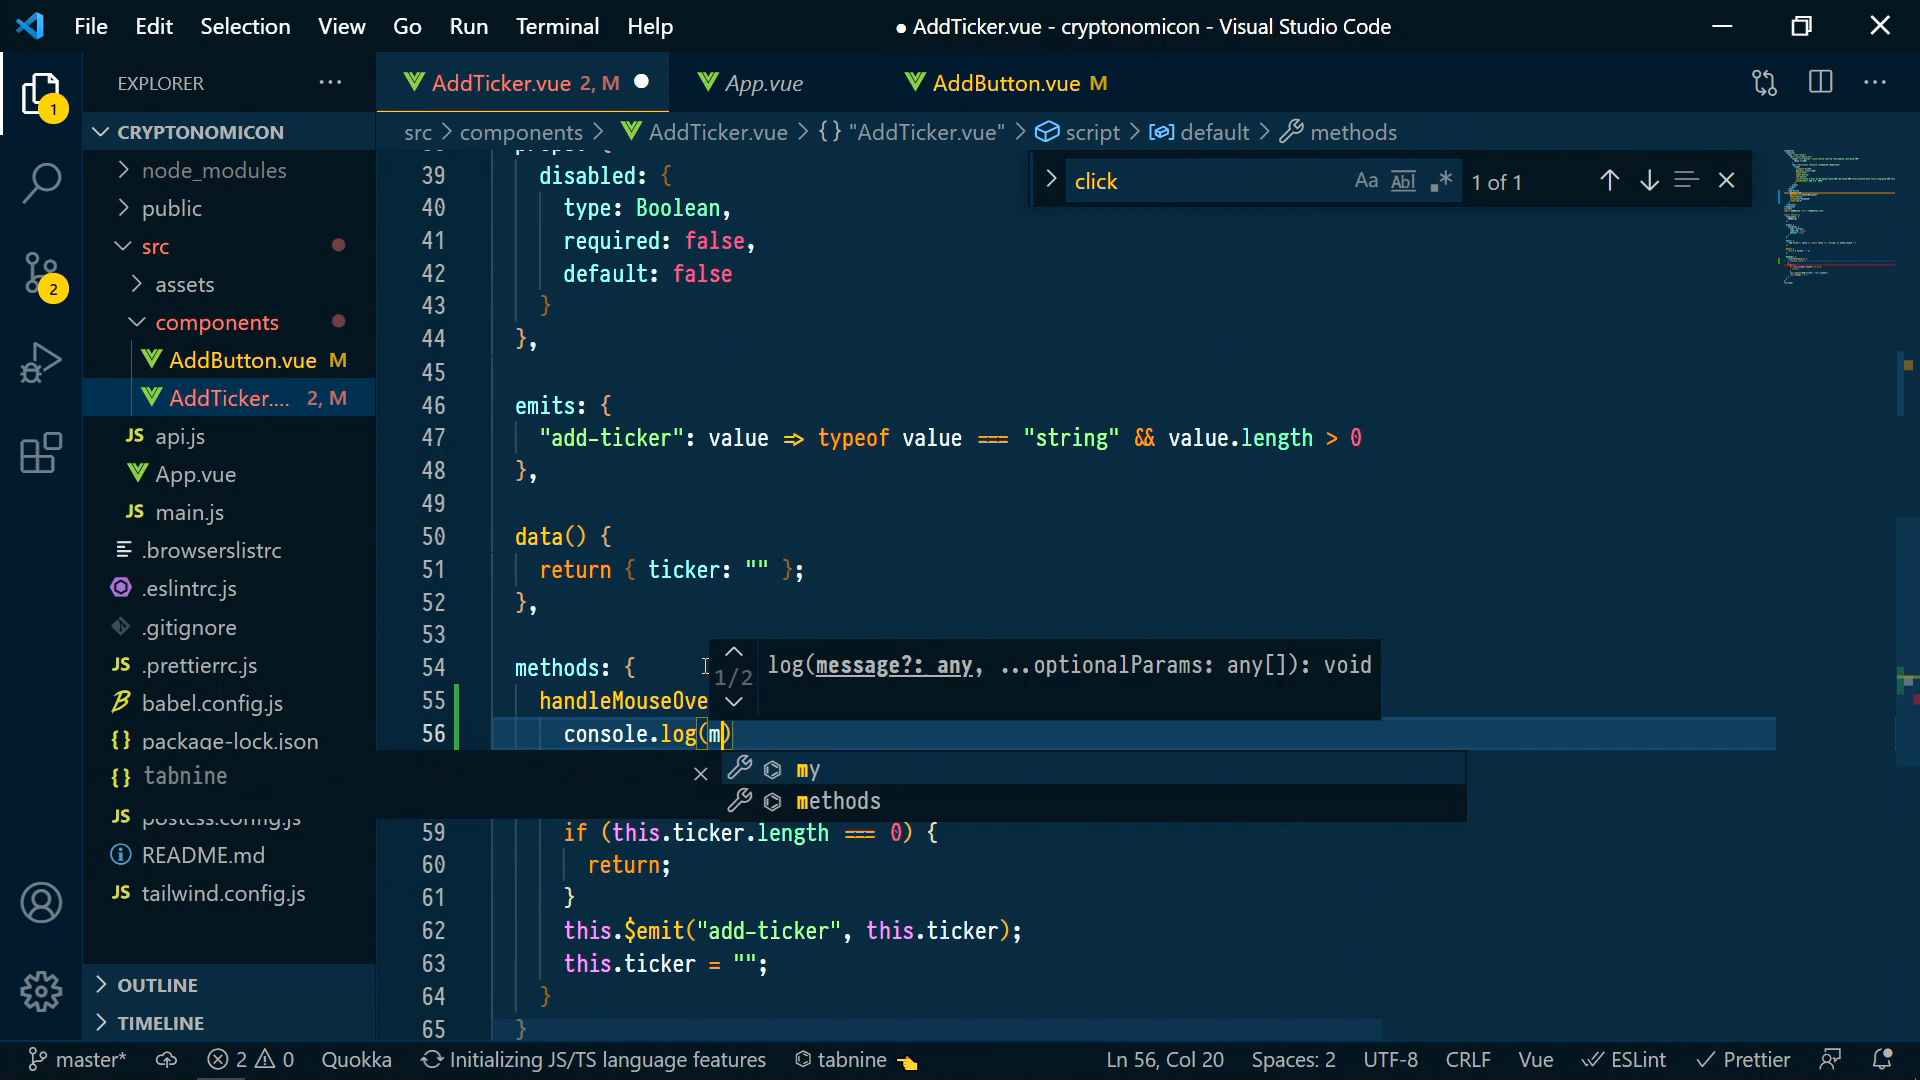 File Edit Selection View Go Run Terminal Help
● AddTicker.vue - cryptonomicon - Visual Studio Code
EXPLORER ···
AddTicker.vue 2, M
App.vue
AddButton.vue M
CRYPTONOMICON
src > components > AddTicker.vue > {} "AddTicker.vue" > script > default > methods
click
Aa Abl .*
1 of 1
node_modules
public
src
assets
components
AddButton.vue M
AddTicker.... 2, M
JS api.js
App.vue
JS main.js
.browserslistrc
.eslintrc.js
.gitignore
JS .prettierrc.js
babel.config.js
{} package-lock.json
{} tabnine
JS postcss.config.js
README.md
JS tailwind.config.js
OUTLINE
TIMELINE
1
2
39 disabled: {
40 type: Boolean,
41 required: false,
42 default: false
43 }
44 },
45
46 emits: {
47 "add-ticker": value => typeof value === "string" && value.length > 0
48 },
49
50 data() {
51 return { ticker: "" };
52 },
53
54 methods: {
1/2 log(message?: any, ...optionalParams: any[]): void
55 handleMouseOve
56 console.log(m)
my
methods
59 if (this.ticker.length === 0) {
60 return;
61 }
62 this.$emit("add-ticker", this.ticker);
63 this.ticker = "";
64 }
65 }
master* 2 0 Quokka Initializing JS/TS language features tabnine Ln 56, Col 20 Spaces: 2 UTF-8 CRLF Vue ESLint Prettier